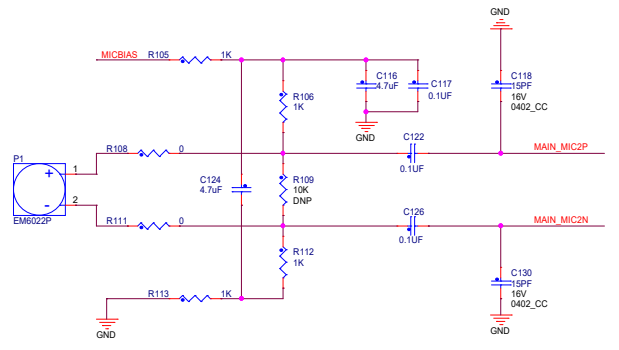 GND
MICBIAS
R105
1K
C116
4.7uF
C117
0.1UF
C118
15PF
16V
0402_CC
R106
1K
GND
R108
0
C122
0.1UF
MAIN_MIC2P
P1
1
+
C124
4.7uF
R109
10K
DNP
-
2
EM6022P
R111
0
C126
0.1UF
MAIN_MIC2N
R112
1K
C130
15PF
16V
0402_CC
R113
1K
GND
GND